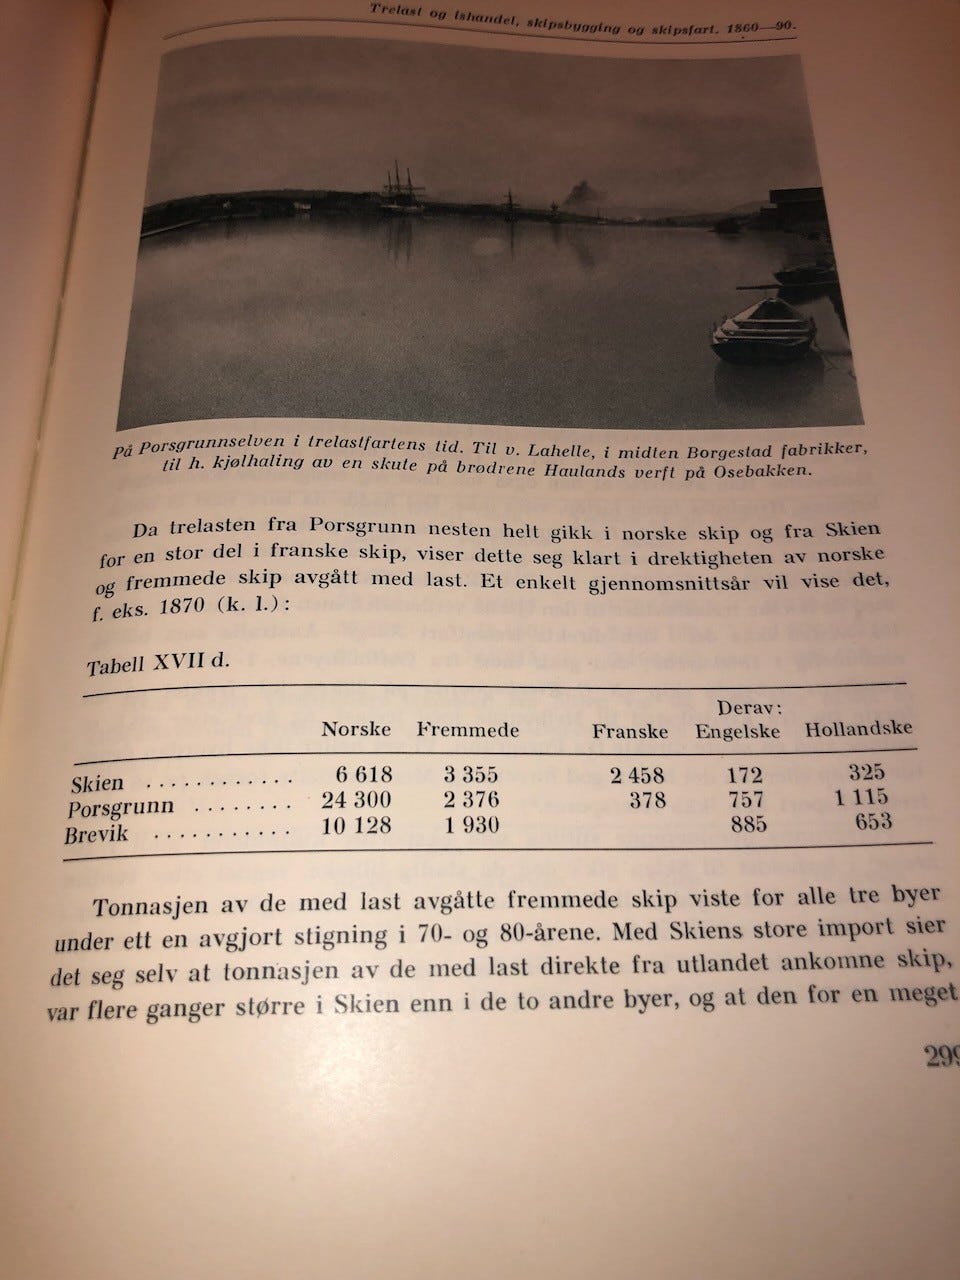 Trelast og ishandel, skipsbygging og skipsfart. 1860—90.
På Porsgrunnselven i trelastfartens tid. Til v. Lahelle, i midten Borgestad fabrikker,
til h. kjølhaling av en skute på brødrene Haulands verft på Osebakken.
Da trelasten fra Porsgrunn nesten helt gikk i norske skip og fra Skien
for en stor del i franske skip, viser dette seg klart i drektigheten av norske
og fremmede skip avgått med last. Et enkelt gjennomsnittsår vil vise det,
f. eks. 1870 (k. l.):
Tabell XVII d.
Derav:
Norske Fremmede Franske Engelske Hollandske
Skien ............ 6 618 3 355 2 458 172 325
Porsgrunn ........ 24 300 2 376 378 757 1 115
Brevik ........... 10 128 1 930 885 653
Tonnasjen av de med last avgåtte fremmede skip viste for alle tre byer
under ett en avgjort stigning i 70- og 80-årene. Med Skiens store import sier
det seg selv at tonnasjen av de med last direkte fra utlandet ankomne skip,
var flere ganger større i Skien enn i de to andre byer, og at den for en meget
299